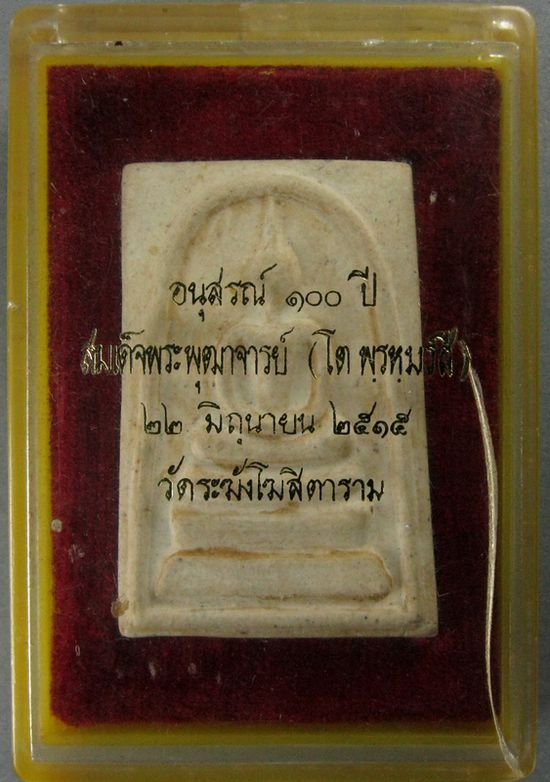 อนุสรณ์ ๑๐๐ ปี
สมเด็จพระพุฒาจารย์ (โต พฺรหฺมรํสี)
๒๒ มิถุนายน ๒๕๑๕
วัดระฆังโฆสิตาราม